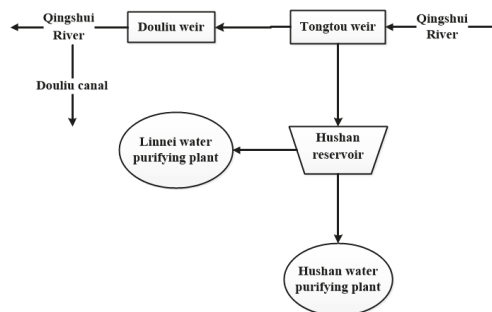 Qingshui
River
Douliu weir
Tongtou weir
Qingshui
River
Douliu canal
Linnei water
purifying plant
Hushan
reservoir
Hushan water
purifying plant